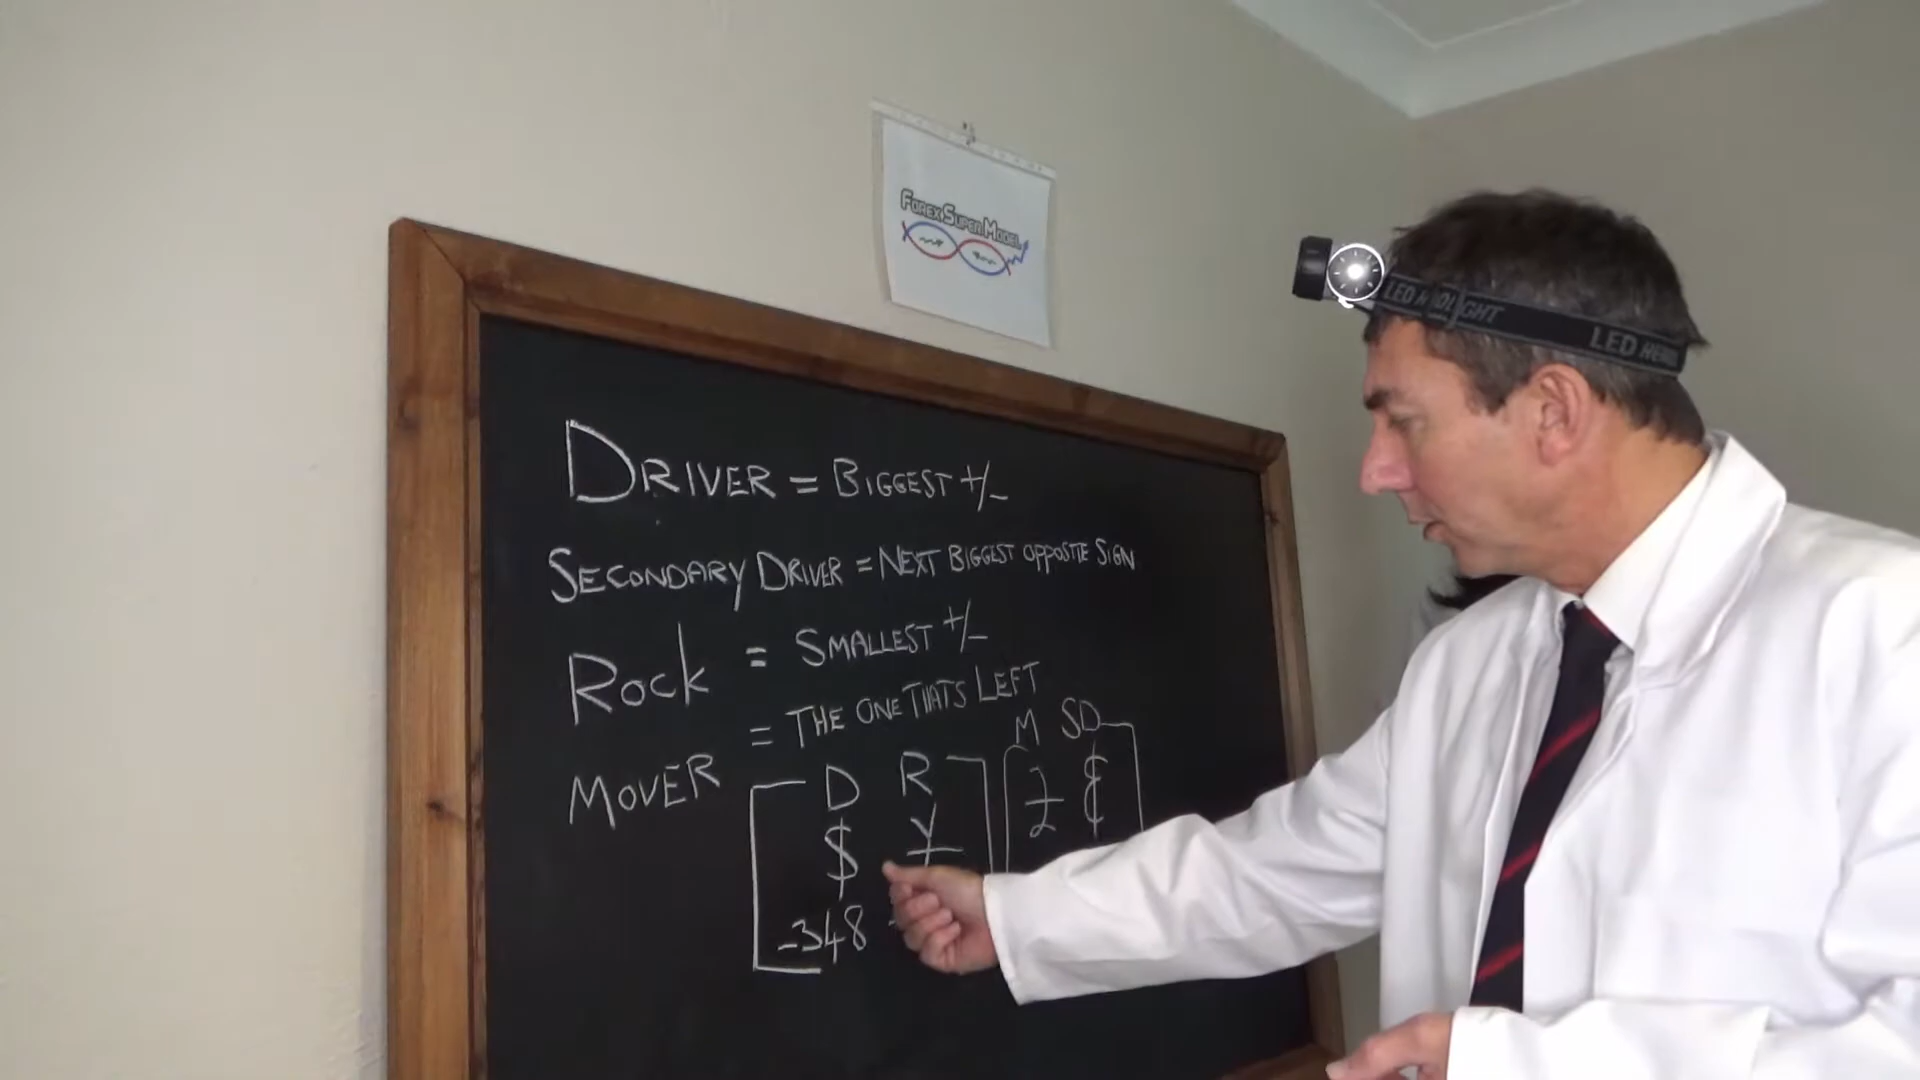 FOREX SUPER MODEL
LED HEADLIGHT LED HEAD
DRIVER = BIGGEST +/-
SECONDARY DRIVER = NEXT BIGGEST OPPOSTIE SIGN
ROCK = SMALLEST +/-
MOVER = THE ONE THATS LEFT
D R M SD
$ ¥ £ €
-348